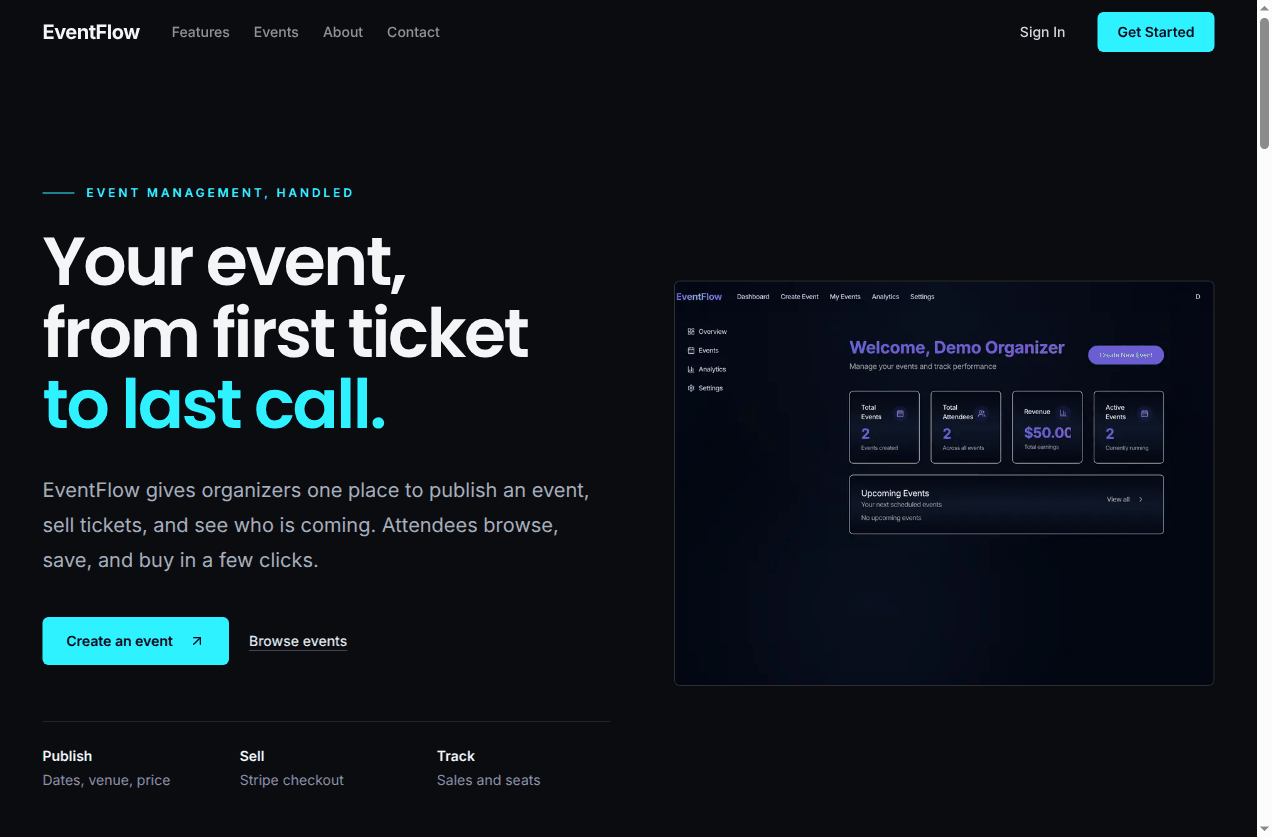 EventFlow Features Events About Contact Sign In Get Started
EVENT MANAGEMENT, HANDLED
Your event,
from first ticket
to last call.
EventFlow gives organizers one place to publish an event,
sell tickets, and see who is coming. Attendees browse,
save, and buy in a few clicks.
Create an event Browse events
Publish Sell Track
Dates, venue, price Stripe checkout Sales and seats
EventFlow Dashboard Create Event My Events Analytics Settings D
Overview
Events
Analytics
Settings
Welcome, Demo Organizer
Manage your events and track performance
Create New Event
Total
Events
2
Events created
Total
Attendees
2
Across all events
Revenue
$50.00
Total earnings
Active
Events
2
Currently running
Upcoming Events
Your next scheduled events
No upcoming events
View all